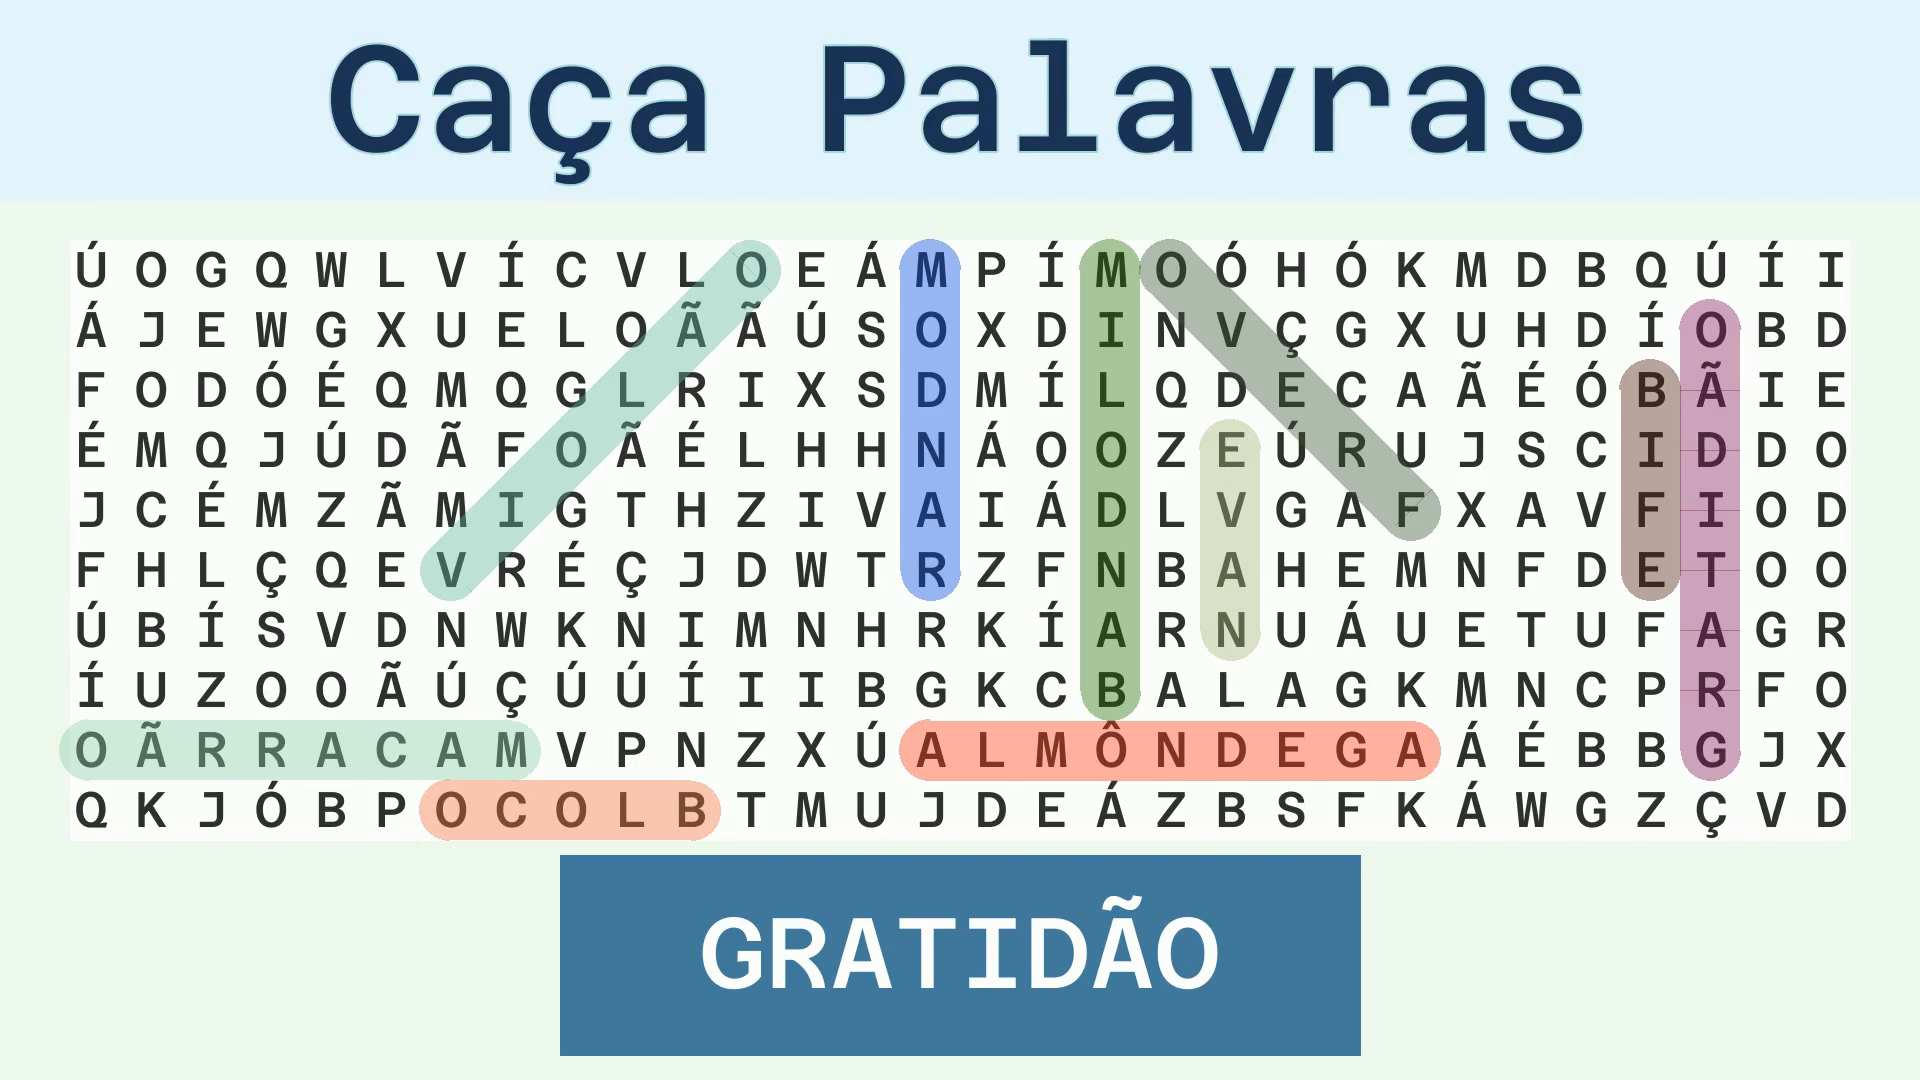 Caça Palavras
Ú O G Q W L V Í C V L O E Á M P Í M O Ó H Ó K M D B Q Ú Í I
Á J E W G X U E L O Ã Ã Ú S O X D I N V Ç G X U H D Í O B D
F O D Ó É Q M Q G L R I X S D M Í L Q D E C A Ã É Ó B Ã I E
É M Q J Ú D Ã F O Ã É L H H N Á O O Z E Ú R U J S C I D D O
J C É M Z Ã M I G T H Z I V A I Á D L V G A F X A V F I O D
F H L Ç Q E V R É Ç J D W T R Z F N B A H E M N F D E T O O
Ú B Í S V D N W K N I M N H R K Í A R N U Á U E T U F A G R
Í U Z O O Ã Ú Ç Ú Ú Í I I B G K C B A L A G K M N C P R F O
O Ã R R A C A M V P N Z X Ú A L M Ô N D E G A Á É B B G J X
Q K J Ó B P O C O L B T M U J D E Á Z B S F K Á W G Z Ç V D
GRATIDÃO